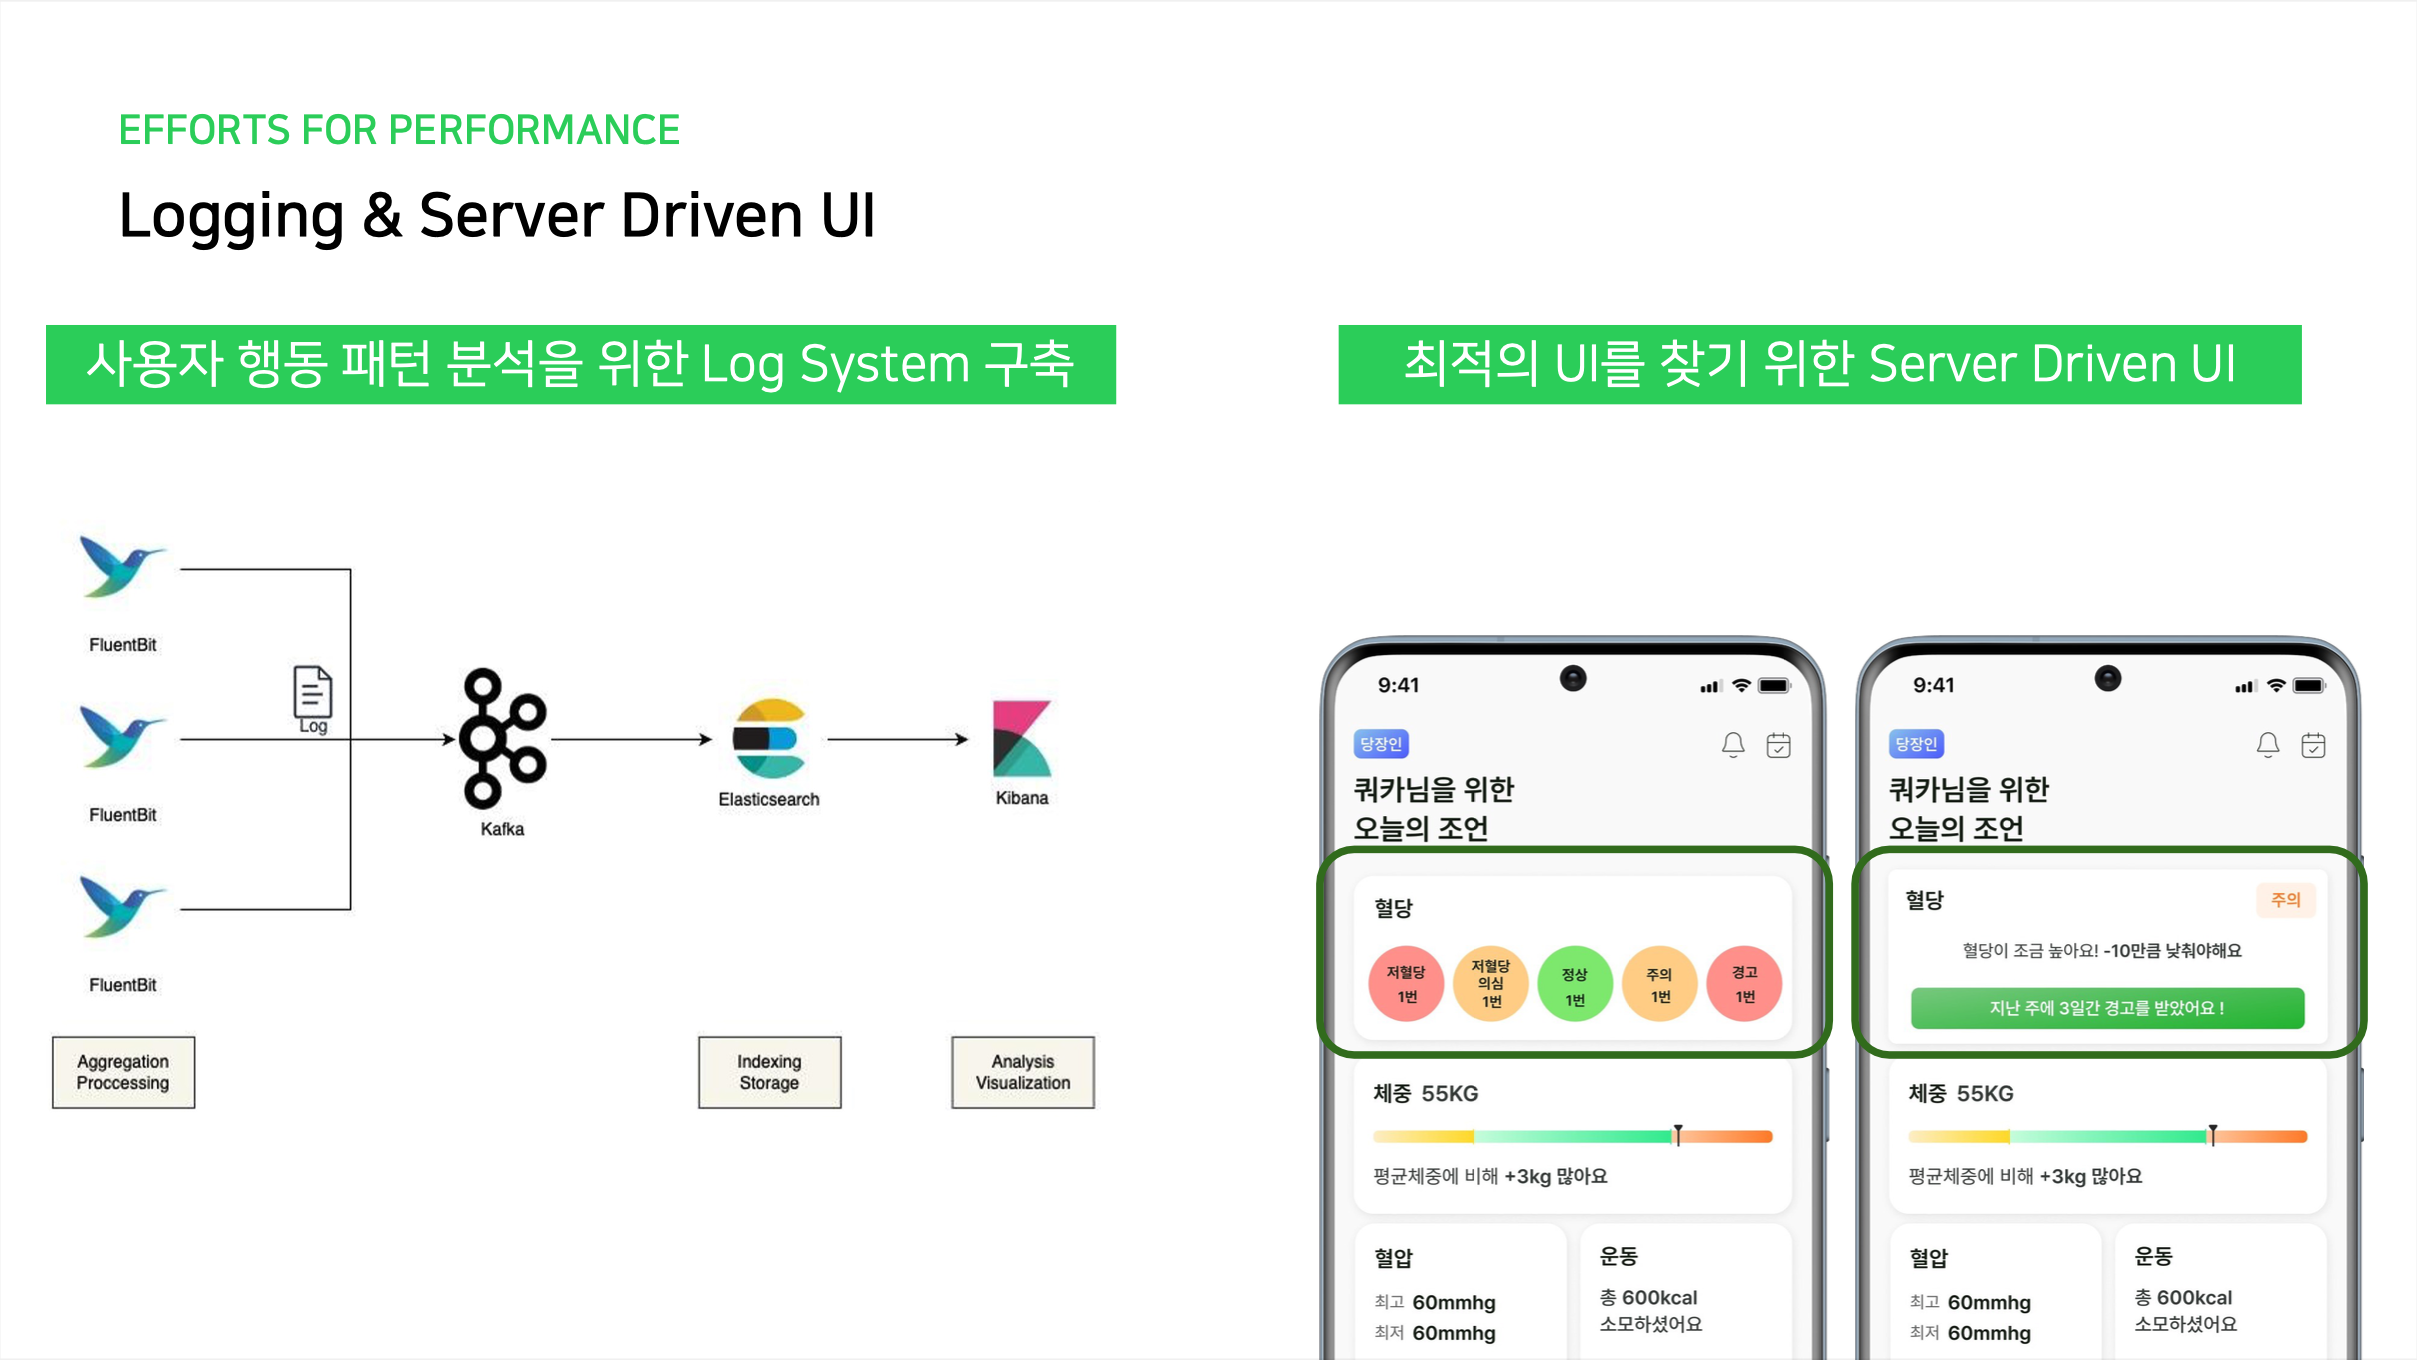 EFFORTS FOR PERFORMANCE
Logging & Server Driven UI
사용자 행동 패턴 분석을 위한 Log System 구축
FluentBit
FluentBit
FluentBit
Log
Kafka
Elasticsearch
Kibana
Aggregation
Proccessing
Indexing
Storage
Analysis
Visualization
최적의 UI를 찾기 위한 Server Driven UI
9:41
당장인
쿼카님을 위한
오늘의 조언
혈당
저혈당
1번
저혈당
의심
1번
정상
1번
주의
1번
경고
1번
체중 55KG
평균체중에 비해 +3kg 많아요
혈압
최고 60mmhg
최저 60mmhg
운동
총 600kcal
소모하셨어요
9:41
당장인
쿼카님을 위한
오늘의 조언
혈당
주의
혈당이 조금 높아요! -10만큼 낮춰야해요
지난 주에 3일간 경고를 받았어요 !
체중 55KG
평균체중에 비해 +3kg 많아요
혈압
최고 60mmhg
최저 60mmhg
운동
총 600kcal
소모하셨어요